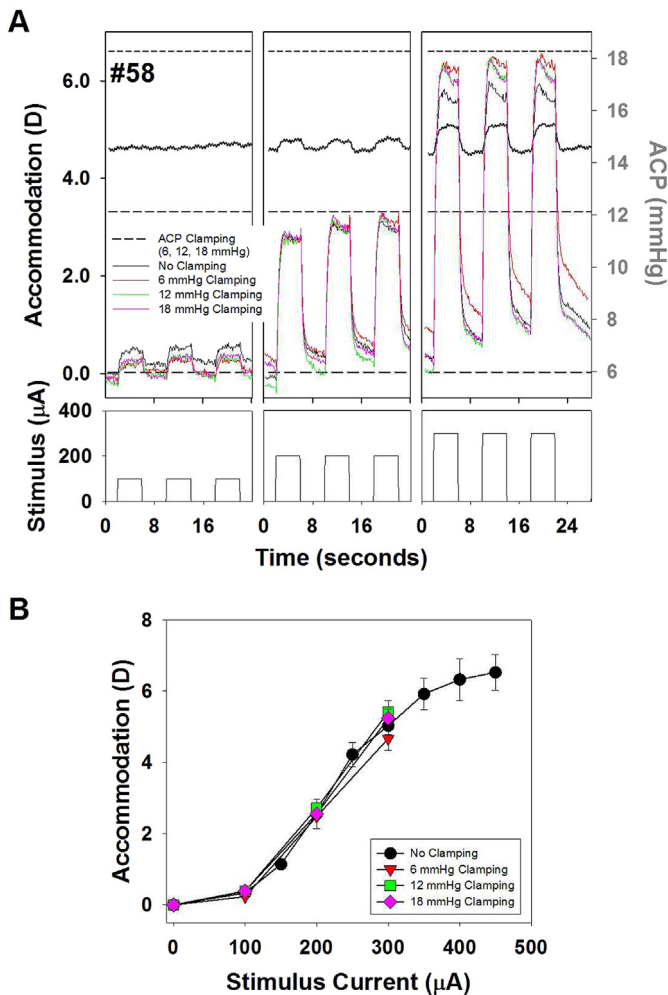 A
#58
Accommodation (D)
6.0
4.0
2.0
0.0
ACP Clamping
(6, 12, 18 mmHg)
No Clamping
6 mmHg Clamping
12 mmHg Clamping
18 mmHg Clamping
18
16
14
12
10
8
6
ACP (mmHg)
Stimulus (µA)
400
200
0
0 8 16 0 8 16 0 8 16 24
Time (seconds)
B
Accommodation (D)
8
6
4
2
0
No Clamping
6 mmHg Clamping
12 mmHg Clamping
18 mmHg Clamping
0 100 200 300 400 500
Stimulus Current (µA)